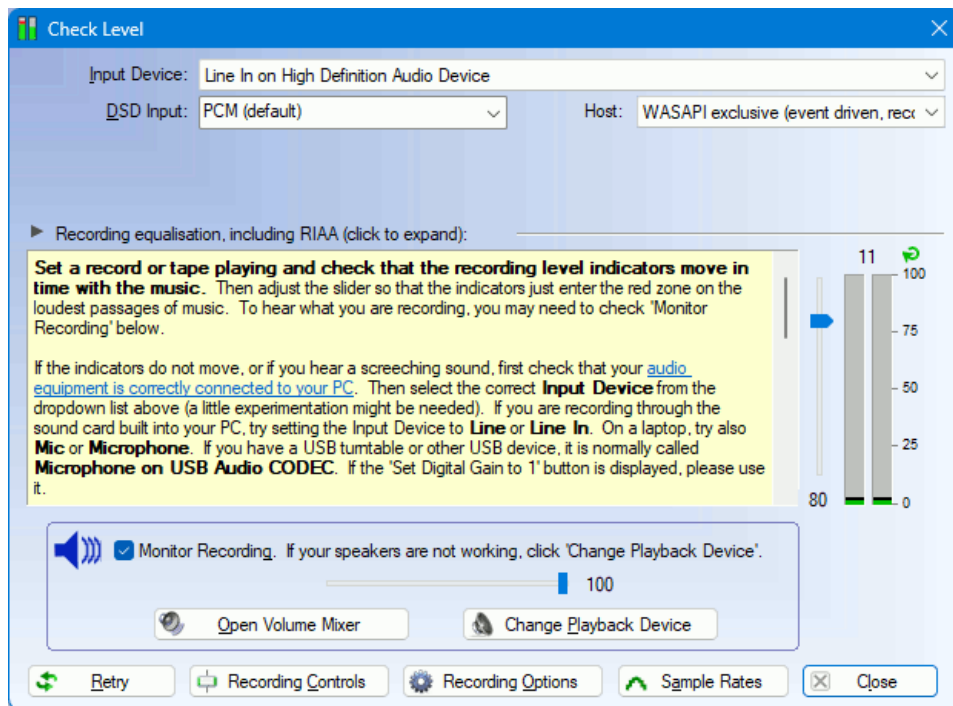 Check Level
Input Device: Line In on High Definition Audio Device
DSD Input: PCM (default) Host: WASAPI exclusive (event driven, recc
Recording equalisation, including RIAA (click to expand):
Set a record or tape playing and check that the recording level indicators move in
time with the music. Then adjust the slider so that the indicators just enter the red zone on the
loudest passages of music. To hear what you are recording, you may need to check 'Monitor
Recording' below.
If the indicators do not move, or if you hear a screeching sound, first check that your audio
equipment is correctly connected to your PC. Then select the correct Input Device from the
dropdown list above (a little experimentation might be needed). If you are recording through the
sound card built into your PC, try setting the Input Device to Line or Line In. On a laptop, try also
Mic or Microphone. If you have a USB turntable or other USB device, it is normally called
Microphone on USB Audio CODEC. If the 'Set Digital Gain to 1' button is displayed, please use
it.
11
100
75
50
25
0
80
Monitor Recording. If your speakers are not working, click 'Change Playback Device'.
100
Open Volume Mixer Change Playback Device
Retry Recording Controls Recording Options Sample Rates Close